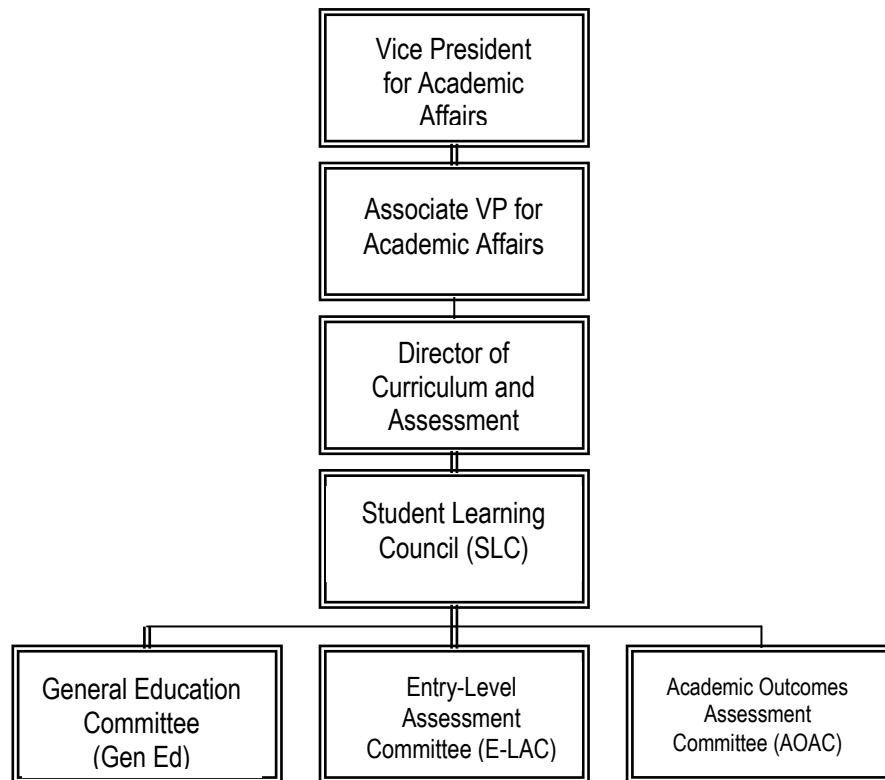 Vice President
for Academic
Affairs
Associate VP for
Academic Affairs
Director of
Curriculum and
Assessment
Student Learning
Council (SLC)
General Education
Committee
(Gen Ed)
Entry-Level
Assessment
Committee (E-LAC)
Academic Outcomes
Assessment
Committee (AOAC)